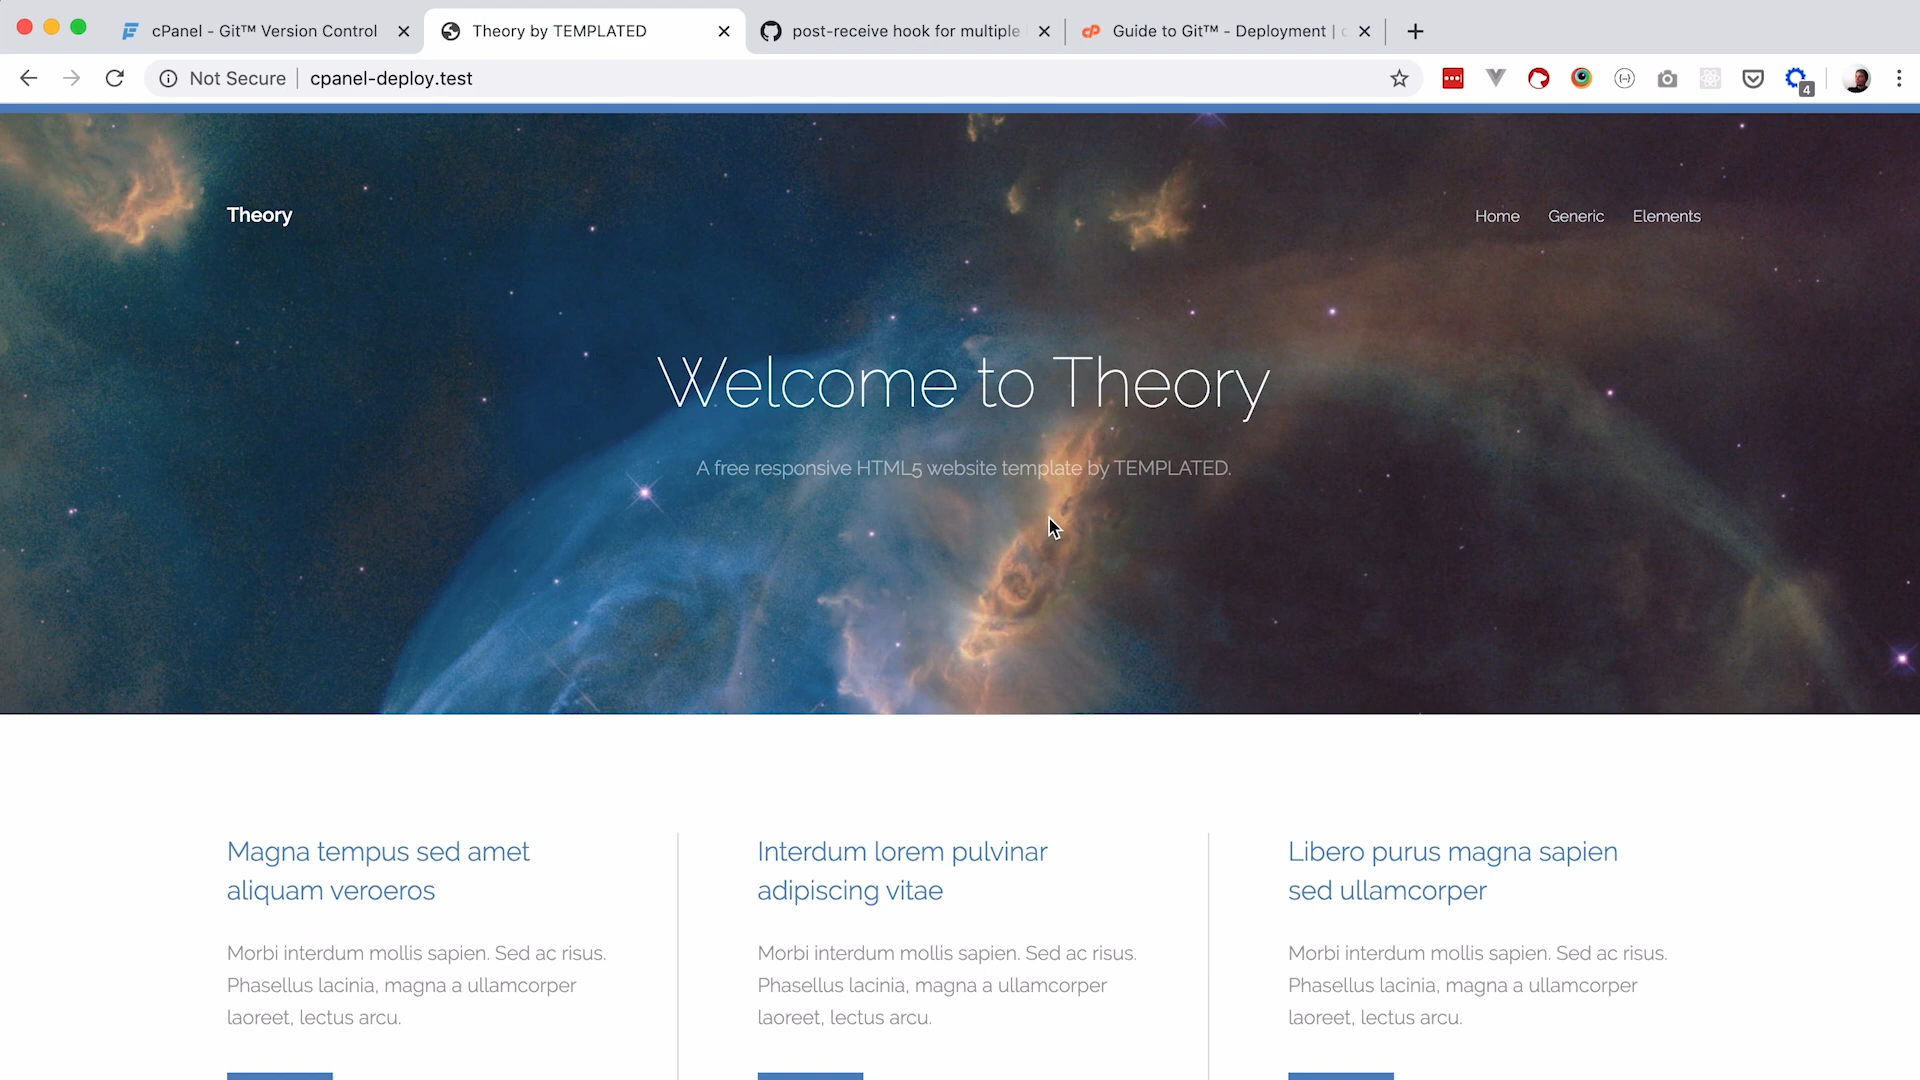 cPanel - Git™ Version Control
Theory by TEMPLATED
post-receive hook for multiple
Guide to Git™ - Deployment |
Not Secure
cpanel-deploy.test
4
Theory
Home
Generic
Elements
Welcome to Theory
A free responsive HTML5 website template by TEMPLATED.
Magna tempus sed amet
aliquam veroeros
Morbi interdum mollis sapien. Sed ac risus.
Phasellus lacinia, magna a ullamcorper
laoreet, lectus arcu.
Interdum lorem pulvinar
adipiscing vitae
Morbi interdum mollis sapien. Sed ac risus.
Phasellus lacinia, magna a ullamcorper
laoreet, lectus arcu.
Libero purus magna sapien
sed ullamcorper
Morbi interdum mollis sapien. Sed ac risus.
Phasellus lacinia, magna a ullamcorper
laoreet, lectus arcu.